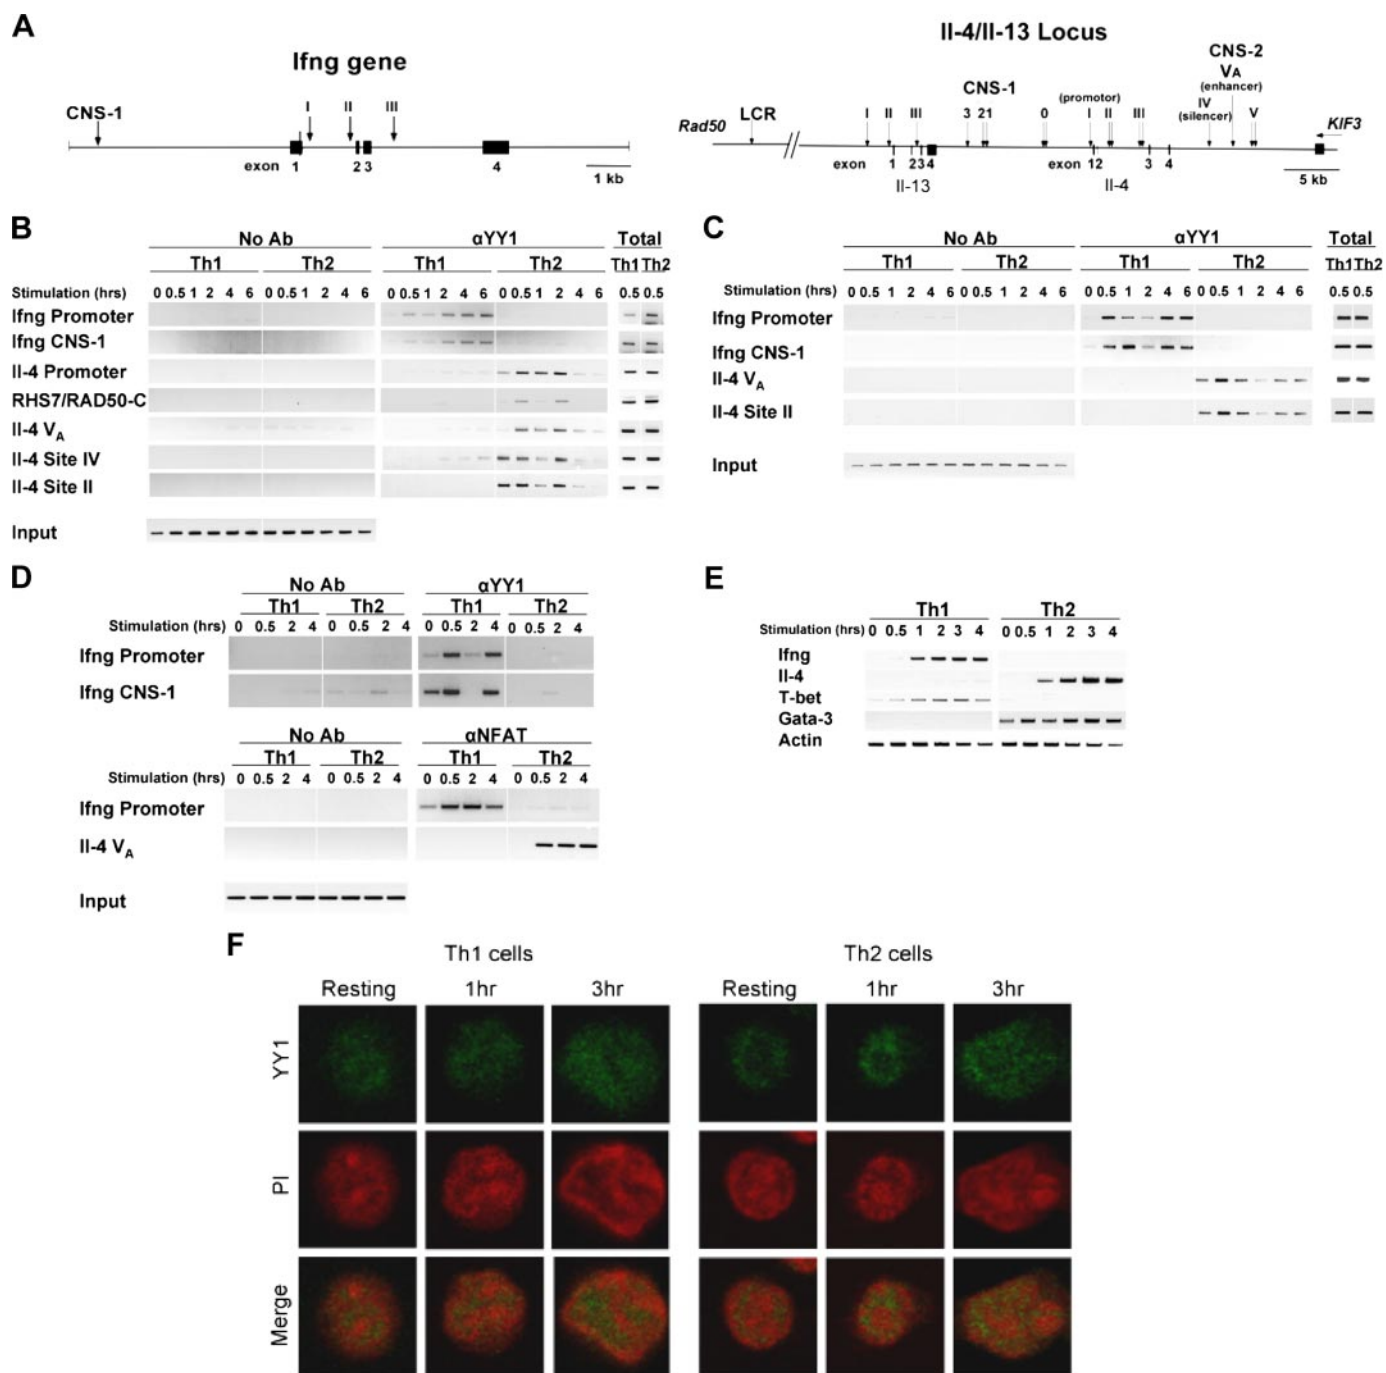 A
Ifng gene
CNS-1
I II III
exon 1 2 3 4
1 kb
Il-4/Il-13 Locus
CNS-2
VA
(enhancer)
CNS-1
(promotor)
IV
(silencer)
Rad50 LCR I II III 3 21 0 I II III V KIF3
exon 1 234 exon 12 3 4
Il-13 Il-4
5 kb
B
No Ab αYY1 Total
Th1 Th2 Th1 Th2 Th1 Th2
Stimulation (hrs) 0 0.5 1 2 4 6 0 0.5 1 2 4 6 0 0.5 1 2 4 6 0 0.5 1 2 4 6 0.5 0.5
Ifng Promoter
Ifng CNS-1
Il-4 Promoter
RHS7/RAD50-C
Il-4 VA
Il-4 Site IV
Il-4 Site II
Input
C
No Ab αYY1 Total
Th1 Th2 Th1 Th2 Th1 Th2
Stimulation (hrs) 0 0.5 1 2 4 6 0 0.5 1 2 4 6 0 0.5 1 2 4 6 0 0.5 1 2 4 6 0.5 0.5
Ifng Promoter
Ifng CNS-1
Il-4 VA
Il-4 Site II
Input
D
No Ab αYY1
Th1 Th2 Th1 Th2
Stimulation (hrs) 0 0.5 2 4 0 0.5 2 4 0 0.5 2 4 0 0.5 2 4
Ifng Promoter
Ifng CNS-1
No Ab αNFAT
Th1 Th2 Th1 Th2
Stimulation (hrs) 0 0.5 2 4 0 0.5 2 4 0 0.5 2 4 0 0.5 2 4
Ifng Promoter
Il-4 VA
Input
E
Th1 Th2
Stimulation (hrs) 0 0.5 1 2 3 4 0 0.5 1 2 3 4
Ifng
Il-4
T-bet
Gata-3
Actin
F
Th1 cells Th2 cells
Resting 1hr 3hr Resting 1hr 3hr
YY1
PI
Merge